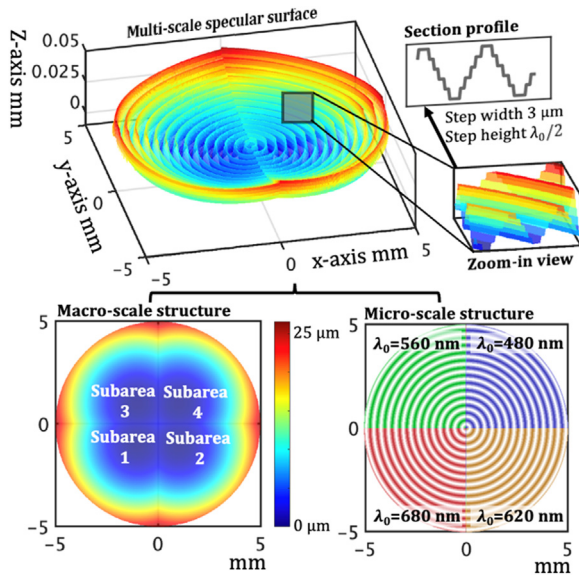 Multi-scale specular surface
Z-axis mm
0.05
0.025
0
5
y-axis mm
0
−5
−5
0
x-axis mm
5
Section profile
Step width 3 μm
Step height λ₀/2
Zoom-in view
Macro-scale structure
5
0
−5
−5
0
5
mm
Subarea
3
Subarea
4
Subarea
1
Subarea
2
25 μm
0 μm
Micro-scale structure
5
0
−5
−5
0
5
mm
λ₀=560 nm
λ₀=480 nm
λ₀=680 nm
λ₀=620 nm